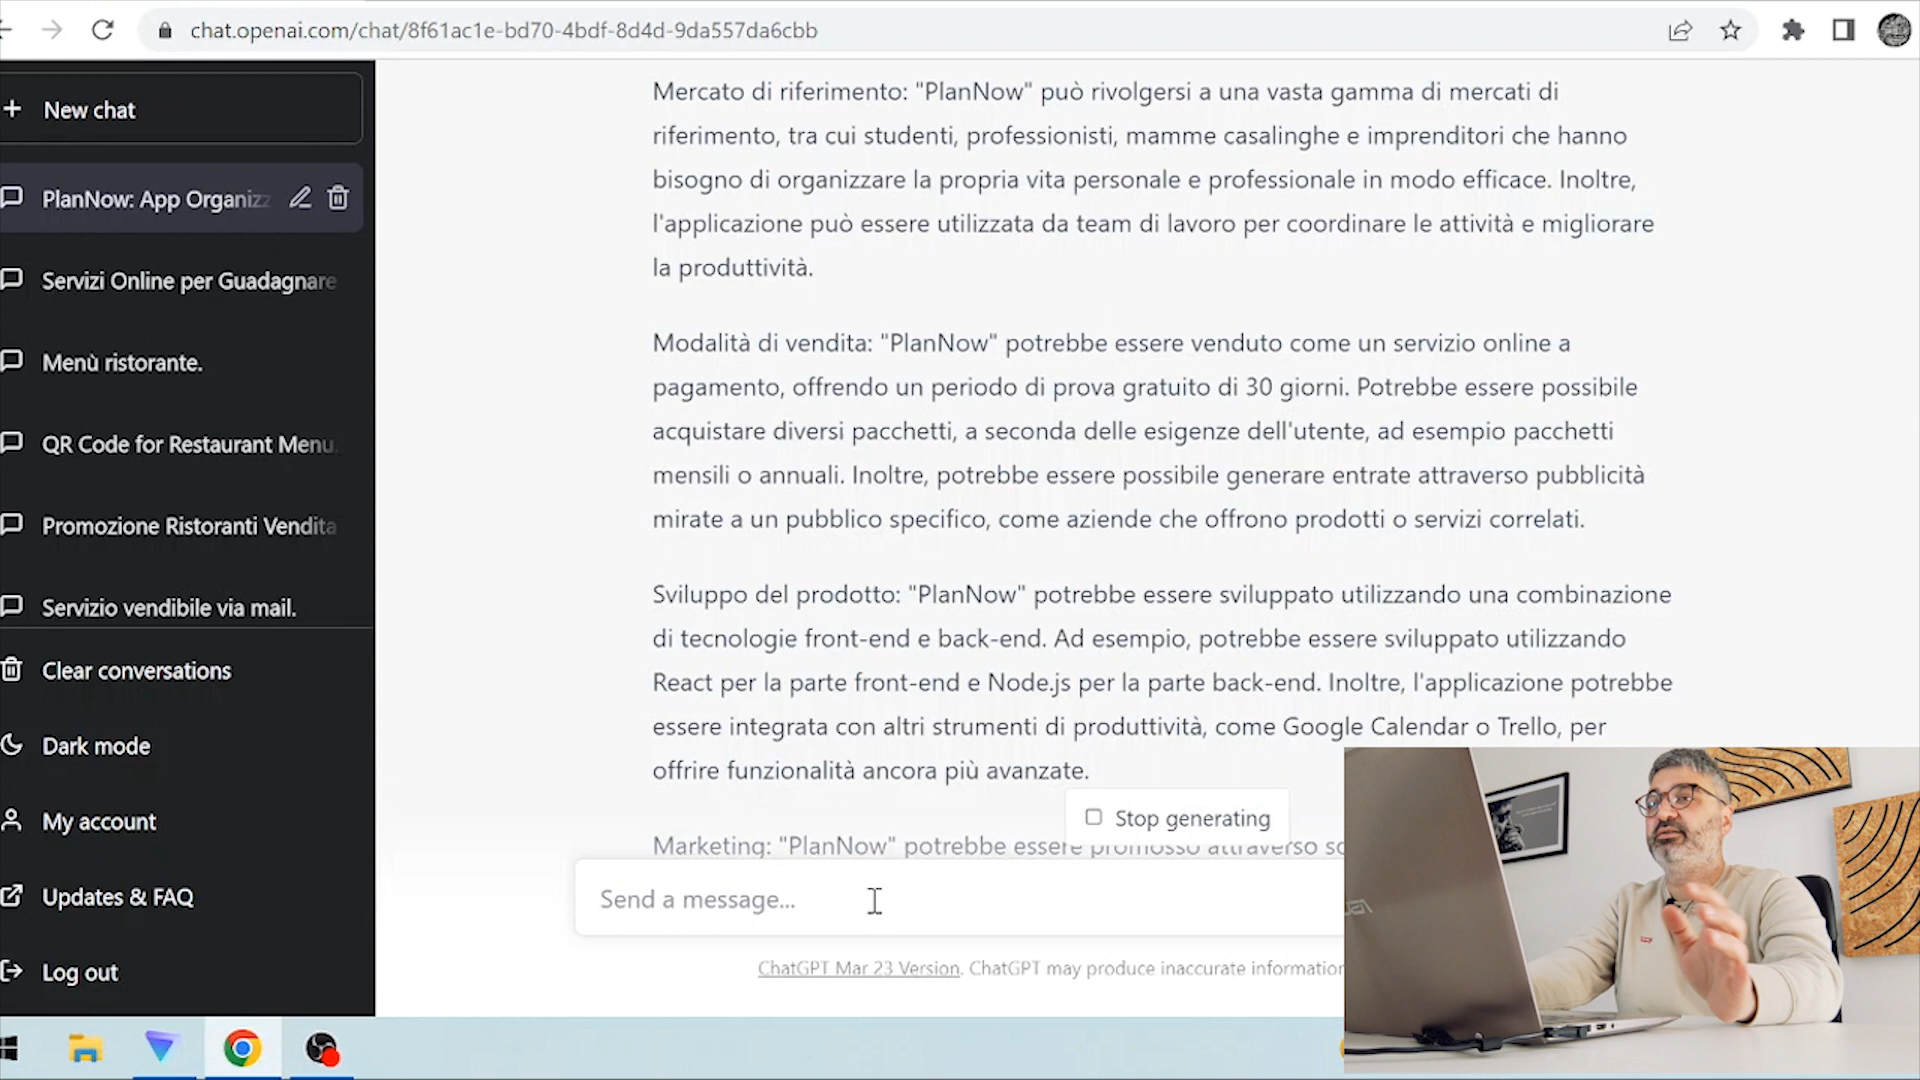 chat.openai.com/chat/8f61ac1e-bd70-4bdf-8d4d-9da557da6cbb
New chat
PlanNow: App Organizz
Servizi Online per Guadagnare
Menù ristorante.
QR Code for Restaurant Menu.
Promozione Ristoranti Vendita
Servizio vendibile via mail.
Clear conversations
Dark mode
My account
Updates & FAQ
Log out
Mercato di riferimento: "PlanNow" può rivolgersi a una vasta gamma di mercati di
riferimento, tra cui studenti, professionisti, mamme casalinghe e imprenditori che hanno
bisogno di organizzare la propria vita personale e professionale in modo efficace. Inoltre,
l'applicazione può essere utilizzata da team di lavoro per coordinare le attività e migliorare
la produttività.
Modalità di vendita: "PlanNow" potrebbe essere venduto come un servizio online a
pagamento, offrendo un periodo di prova gratuito di 30 giorni. Potrebbe essere possibile
acquistare diversi pacchetti, a seconda delle esigenze dell'utente, ad esempio pacchetti
mensili o annuali. Inoltre, potrebbe essere possibile generare entrate attraverso pubblicità
mirate a un pubblico specifico, come aziende che offrono prodotti o servizi correlati.
Sviluppo del prodotto: "PlanNow" potrebbe essere sviluppato utilizzando una combinazione
di tecnologie front-end e back-end. Ad esempio, potrebbe essere sviluppato utilizzando
React per la parte front-end e Node.js per la parte back-end. Inoltre, l'applicazione potrebbe
essere integrata con altri strumenti di produttività, come Google Calendar o Trello, per
offrire funzionalità ancora più avanzate.
Stop generating
Marketing: "PlanNow" potrebbe essere promosso attraverso
Send a message...
ChatGPT Mar 23 Version. ChatGPT may produce inaccurate information